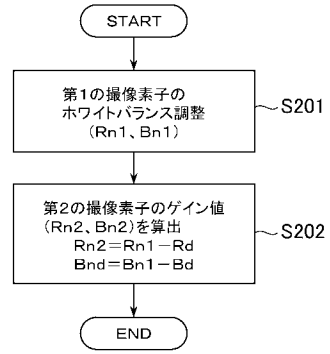 START
第1の撮像素子の
ホワイトバランス調整
(Rn1、Bn1)
S201
第2の撮像素子のゲイン値
(Rn2、Bn2)を算出
Rn2=Rn1-Rd
Bnd=Bn1-Bd
S202
END